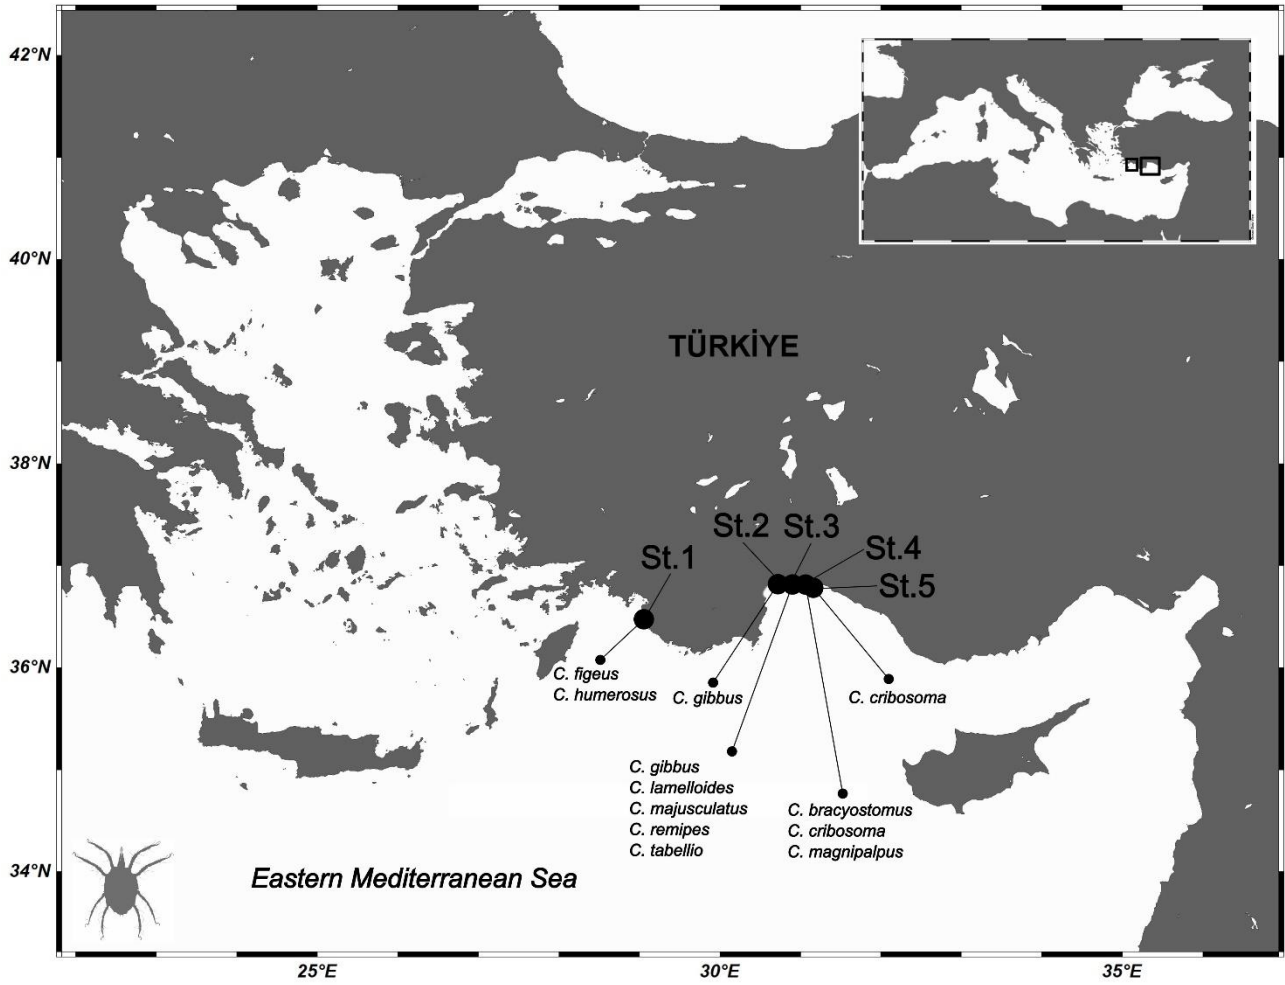 42°N
40°N
38°N
36°N
34°N
TÜRKİYE
St.1
St.2
St.3
St.4
St.5
C. figeus
C. humerosus
C. gibbus
C. cribosoma
C. gibbus
C. lamelloides
C. majusculatus
C. remipes
C. tabellio
C. bracyostomus
C. cribosoma
C. magnipalpus
Eastern Mediterranean Sea
25°E
30°E
35°E